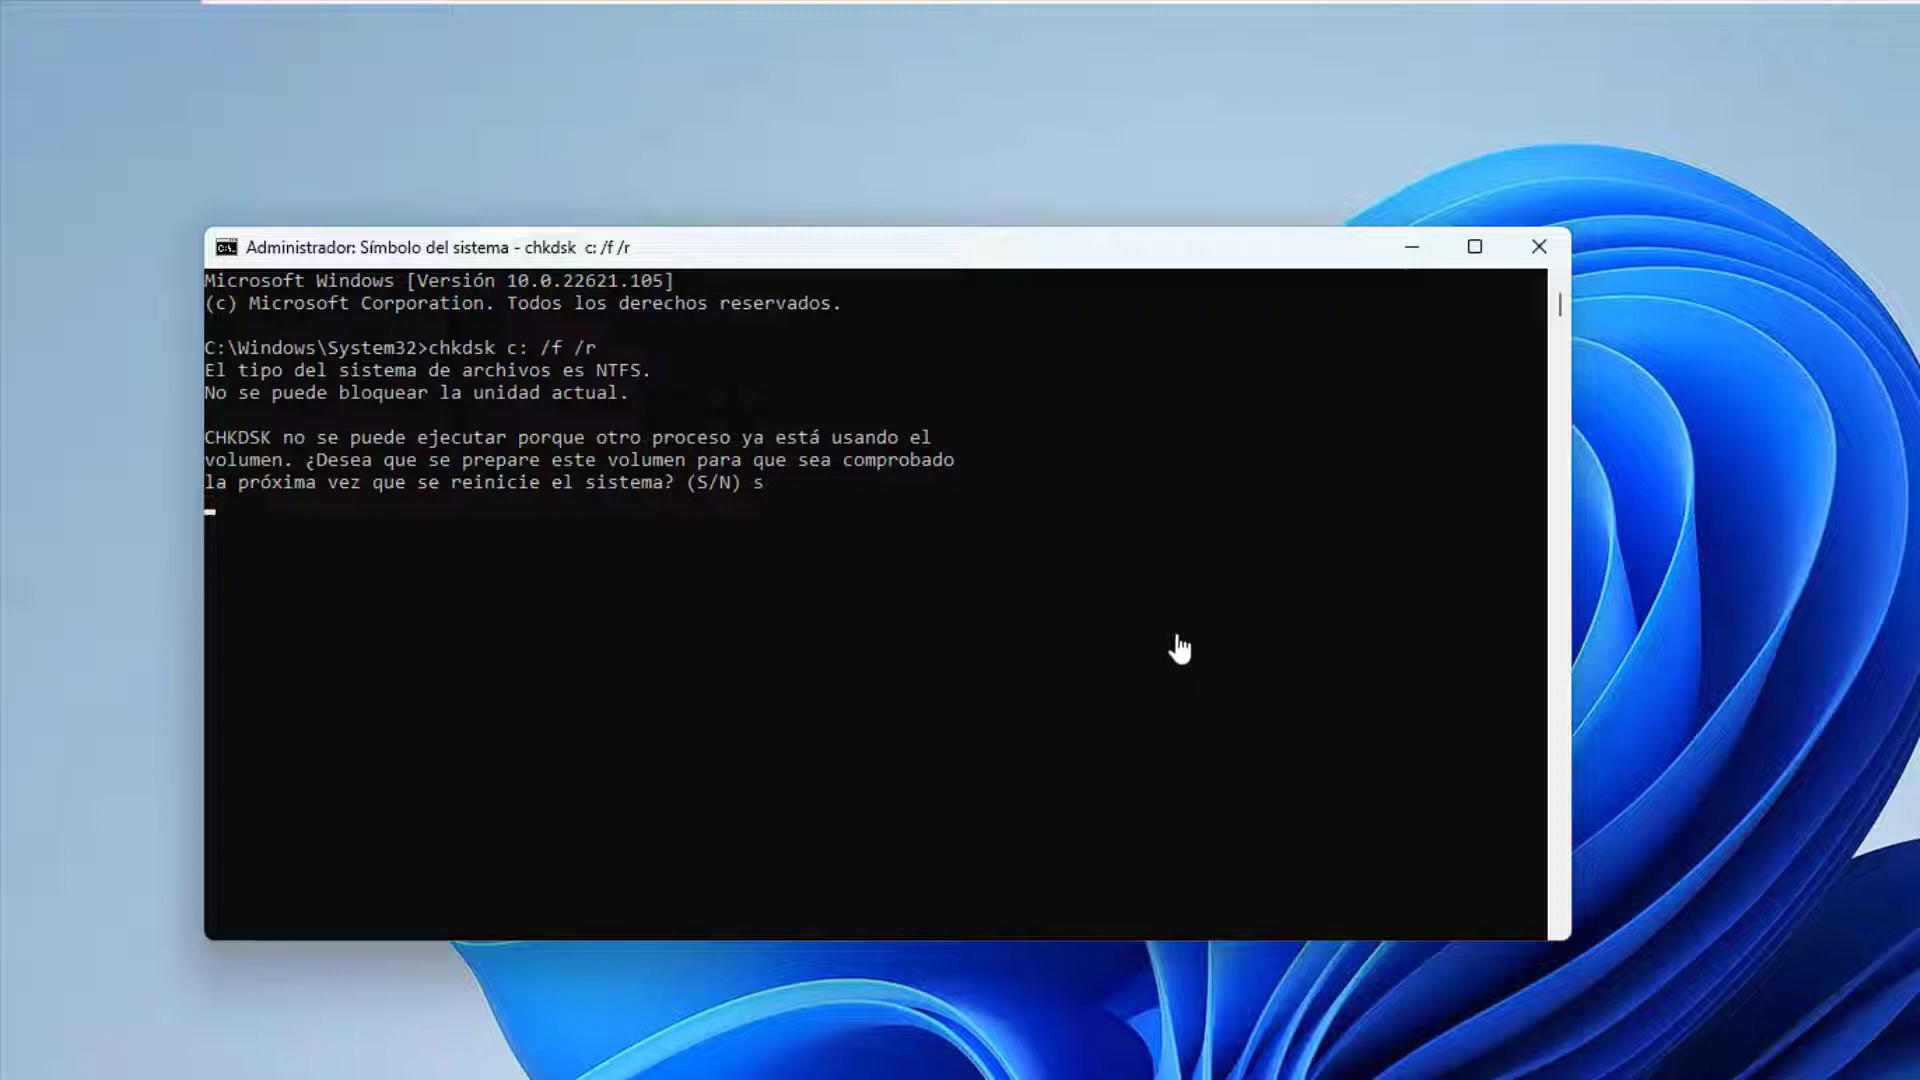 Administrador: Símbolo del sistema - chkdsk  c: /f /r
Microsoft Windows [Versión 10.0.22621.105]
(c) Microsoft Corporation. Todos los derechos reservados.
C:\Windows\System32>chkdsk c: /f /r
El tipo del sistema de archivos es NTFS.
No se puede bloquear la unidad actual.
CHKDSK no se puede ejecutar porque otro proceso ya está usando el
volumen. ¿Desea que se prepare este volumen para que sea comprobado
la próxima vez que se reinicie el sistema? (S/N) s